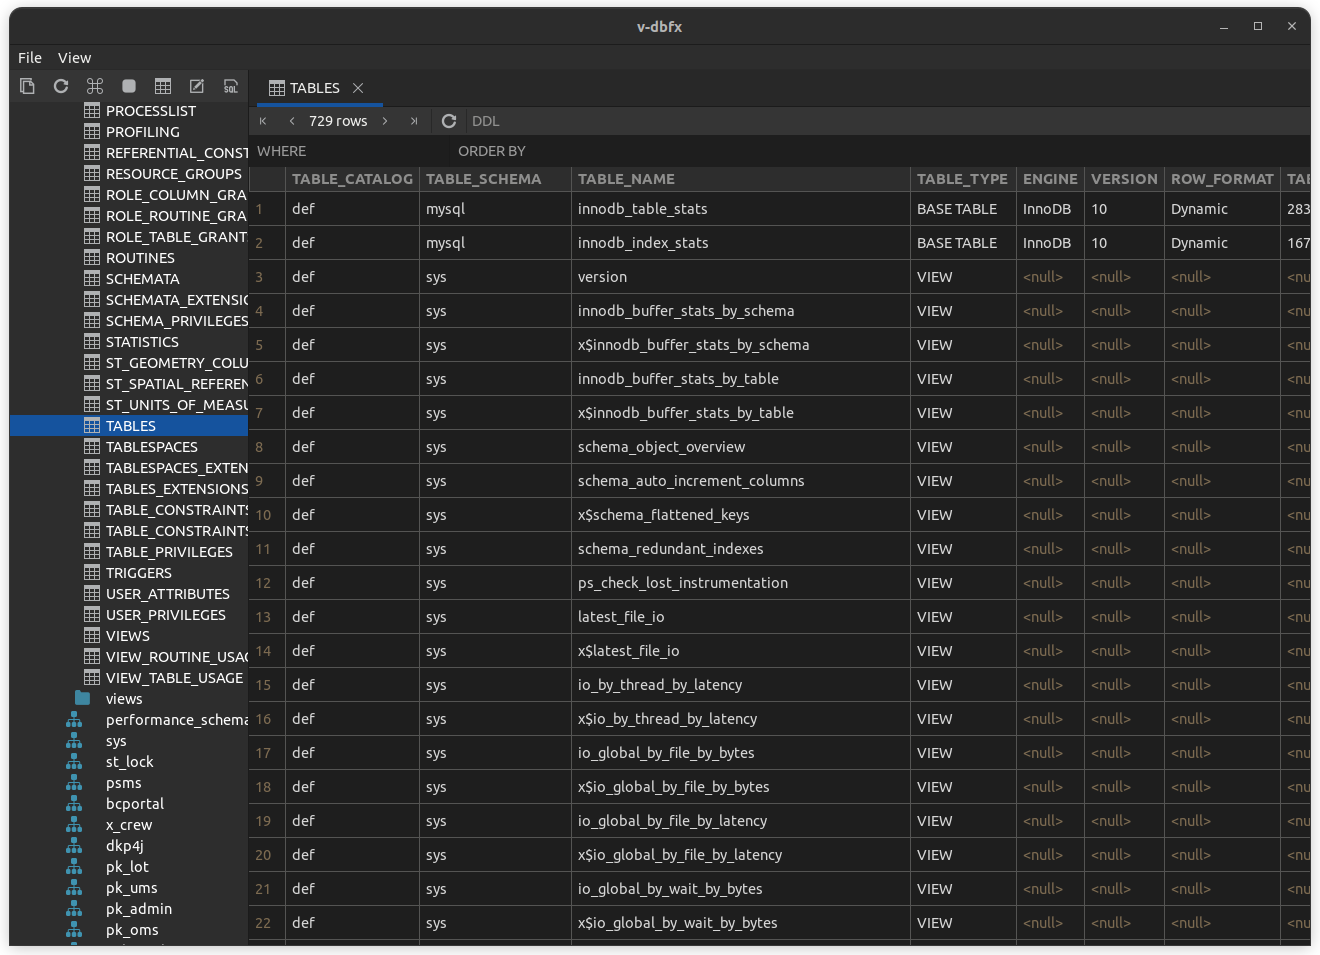 v-dbfx
File View
SQL
TABLES
729 rows DDL
WHERE ORDER BY
PROCESSLIST
PROFILING
REFERENTIAL_CONST
RESOURCE_GROUPS
ROLE_COLUMN_GRA
ROLE_ROUTINE_GRA
ROLE_TABLE_GRANT
ROUTINES
SCHEMATA
SCHEMATA_EXTENSIO
SCHEMA_PRIVILEGES
STATISTICS
ST_GEOMETRY_COLU
ST_SPATIAL_REFEREN
ST_UNITS_OF_MEASU
TABLES
TABLESPACES
TABLESPACES_EXTEN
TABLES_EXTENSIONS
TABLE_CONSTRAINTS
TABLE_CONSTRAINTS
TABLE_PRIVILEGES
TRIGGERS
USER_ATTRIBUTES
USER_PRIVILEGES
VIEWS
VIEW_ROUTINE_USAG
VIEW_TABLE_USAGE
views
performance_schema
sys
st_lock
psms
bcportal
x_crew
dkp4j
pk_lot
pk_ums
pk_admin
pk_oms
TABLE_CATALOG TABLE_SCHEMA TABLE_NAME TABLE_TYPE ENGINE VERSION ROW_FORMAT TAB
1 def mysql innodb_table_stats BASE TABLE InnoDB 10 Dynamic 283
2 def mysql innodb_index_stats BASE TABLE InnoDB 10 Dynamic 167
3 def sys version VIEW <null> <null> <null> <nu
4 def sys innodb_buffer_stats_by_schema VIEW <null> <null> <null> <nu
5 def sys x$innodb_buffer_stats_by_schema VIEW <null> <null> <null> <nu
6 def sys innodb_buffer_stats_by_table VIEW <null> <null> <null> <nu
7 def sys x$innodb_buffer_stats_by_table VIEW <null> <null> <null> <nu
8 def sys schema_object_overview VIEW <null> <null> <null> <nu
9 def sys schema_auto_increment_columns VIEW <null> <null> <null> <nu
10 def sys x$schema_flattened_keys VIEW <null> <null> <null> <nu
11 def sys schema_redundant_indexes VIEW <null> <null> <null> <nu
12 def sys ps_check_lost_instrumentation VIEW <null> <null> <null> <nu
13 def sys latest_file_io VIEW <null> <null> <null> <nu
14 def sys x$latest_file_io VIEW <null> <null> <null> <nu
15 def sys io_by_thread_by_latency VIEW <null> <null> <null> <nu
16 def sys x$io_by_thread_by_latency VIEW <null> <null> <null> <nu
17 def sys io_global_by_file_by_bytes VIEW <null> <null> <null> <nu
18 def sys x$io_global_by_file_by_bytes VIEW <null> <null> <null> <nu
19 def sys io_global_by_file_by_latency VIEW <null> <null> <null> <nu
20 def sys x$io_global_by_file_by_latency VIEW <null> <null> <null> <nu
21 def sys io_global_by_wait_by_bytes VIEW <null> <null> <null> <nu
22 def sys x$io_global_by_wait_by_bytes VIEW <null> <null> <null> <nu